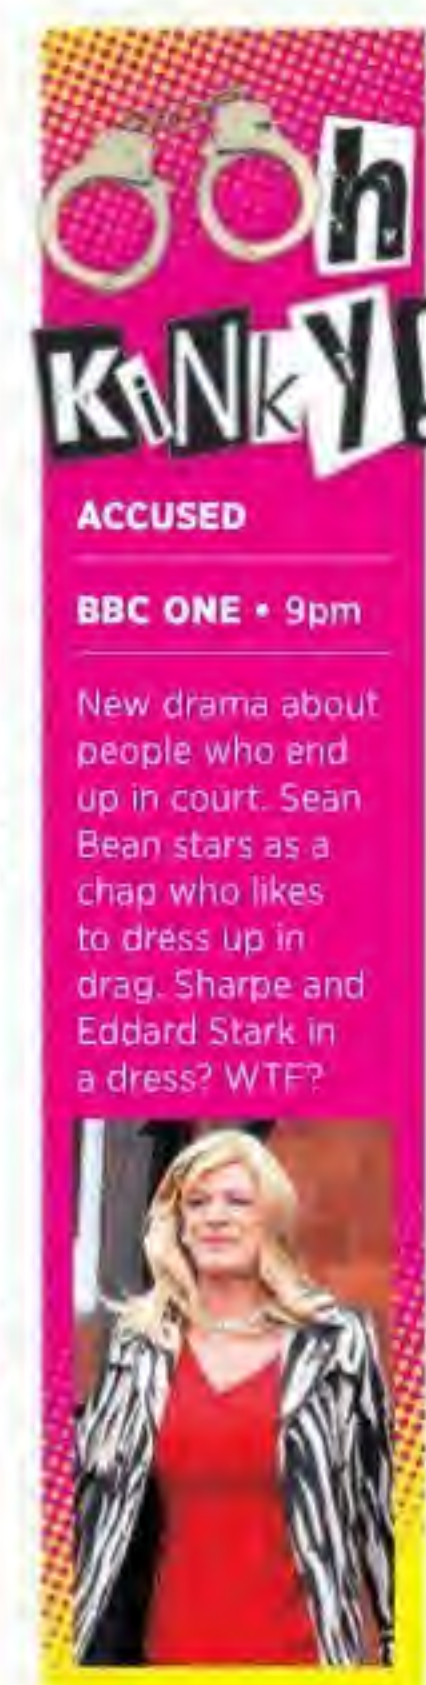 OOh
KiNkY!
ACCUSED
BBC ONE • 9pm
New drama about
people who end
up in court. Sean
Bean stars as a
chap who likes
to dress up in
drag. Sharpe and
Eddard Stark in
a dress? WTF?